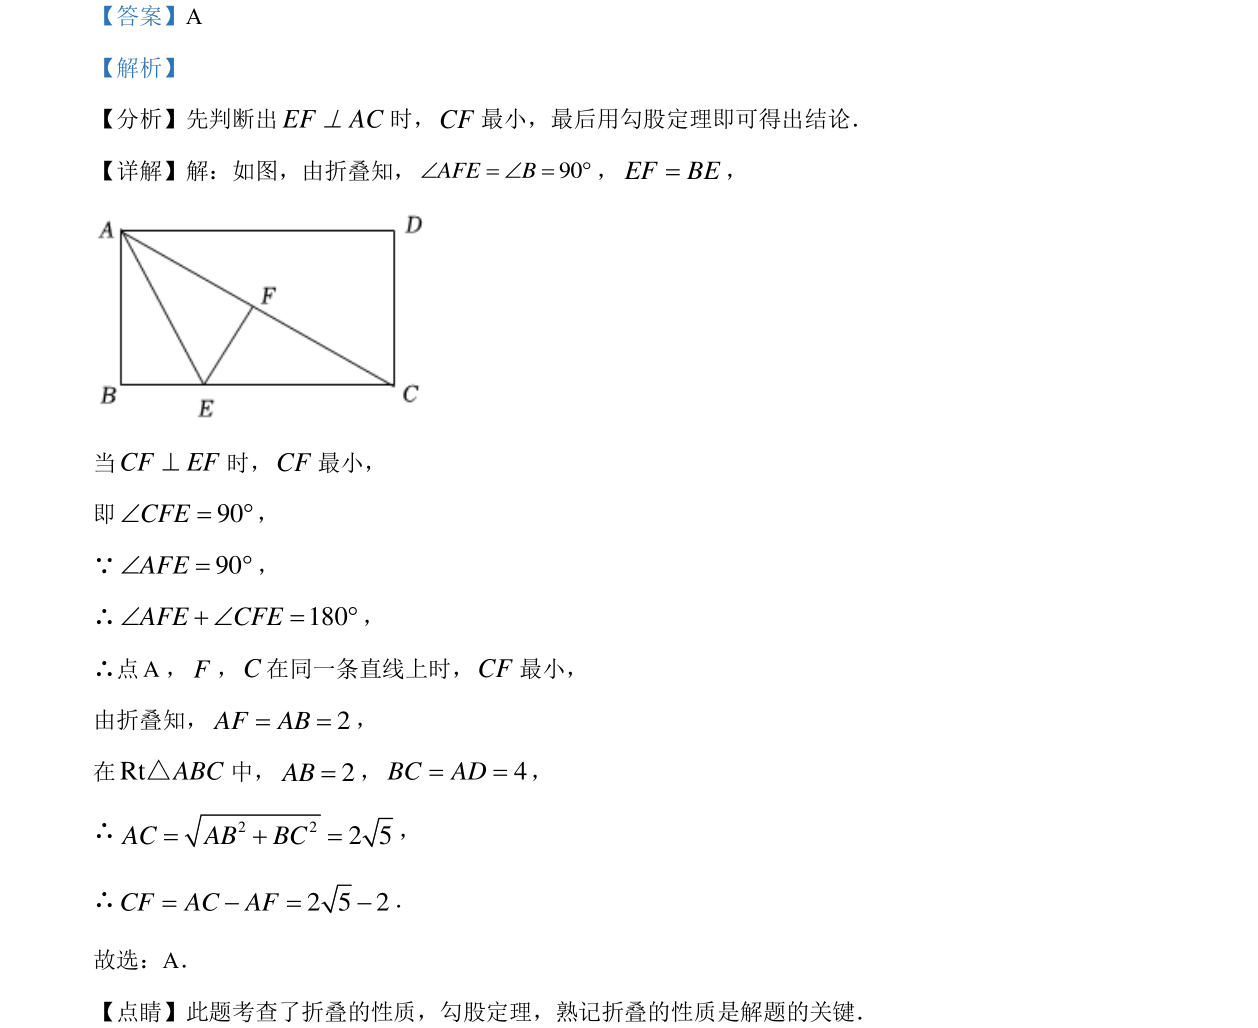 【答案】A
【解析】
【分析】先判断出 EF ⊥ AC 时，CF 最小，最后用勾股定理即可得出结论．
【详解】解：如图，由折叠知，∠AFE = ∠B = 90°，EF = BE，
A
D
F
B
E
C
当 CF ⊥ EF 时，CF 最小，
即 ∠CFE = 90°，
∵ ∠AFE = 90°，
∴ ∠AFE + ∠CFE = 180°，
∴点 A，F，C 在同一条直线上时，CF 最小，
由折叠知，AF = AB = 2，
在 Rt△ABC 中，AB = 2，BC = AD = 4，
∴ AC = √(AB² + BC²) = 2√5，
∴ CF = AC − AF = 2√5 − 2．
故选：A．
【点睛】此题考查了折叠的性质，勾股定理，熟记折叠的性质是解题的关键．